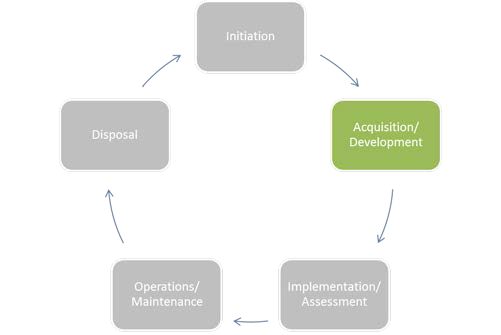 Initiation
Acquisition/
Development
Implementation/
Assessment
Operations/
Maintenance
Disposal